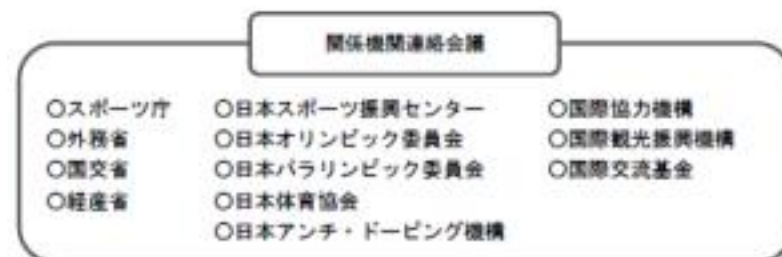 関係機関連絡会議
○スポーツ庁
○外務省
○国交省
○経産省
○日本スポーツ振興センター
○日本オリンピック委員会
○日本パラリンピック委員会
○日本体育協会
○日本アンチ・ドーピング機構
○国際協力機構
○国際観光振興機構
○国際交流基金